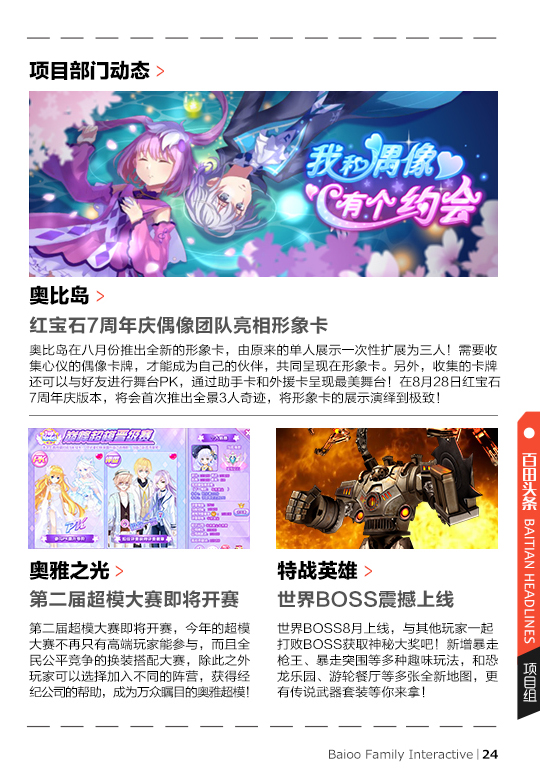 项目部门动态 >
我和偶像
有个约会
奥比岛 >
红宝石7周年庆偶像团队亮相形象卡
奥比岛在八月份推出全新的形象卡，由原来的单人展示一次性扩展为三人！需要收
集心仪的偶像卡牌，才能成为自己的伙伴，共同呈现在形象卡。另外，收集的卡牌
还可以与好友进行舞台PK，通过助手卡和外援卡呈现最美舞台！在8月28日红宝石
7周年庆版本，将会首次推出全景3人奇迹，将形象卡的展示演绎到极致！
巅峰超模晋级赛
奥雅之光 >
第二届超模大赛即将开赛
第二届超模大赛即将开赛，今年的超模
大赛不再只有高端玩家能参与，而且全
民公平竞争的换装搭配大赛，除此之外
玩家可以选择加入不同的阵营，获得经
纪公司的帮助，成为万众瞩目的奥雅超模！
特战英雄 >
世界BOSS震撼上线
世界BOSS8月上线，与其他玩家一起
打败BOSS获取神秘大奖吧！新增暴走
枪王、暴走突围等多种趣味玩法，和恐
龙乐园、游轮餐厅等多张全新地图，更
有传说武器套装等你来拿！
百田头条 BAITIAN HEADLINES
项目组
Baioo Family Interactive | 24